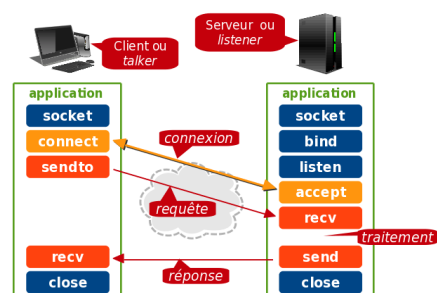 Client ou
talker
Serveur ou
listener
application
socket
connect
sendto
recv
close
connexion
requête
réponse
application
socket
bind
listen
accept
recv
traitement
send
close